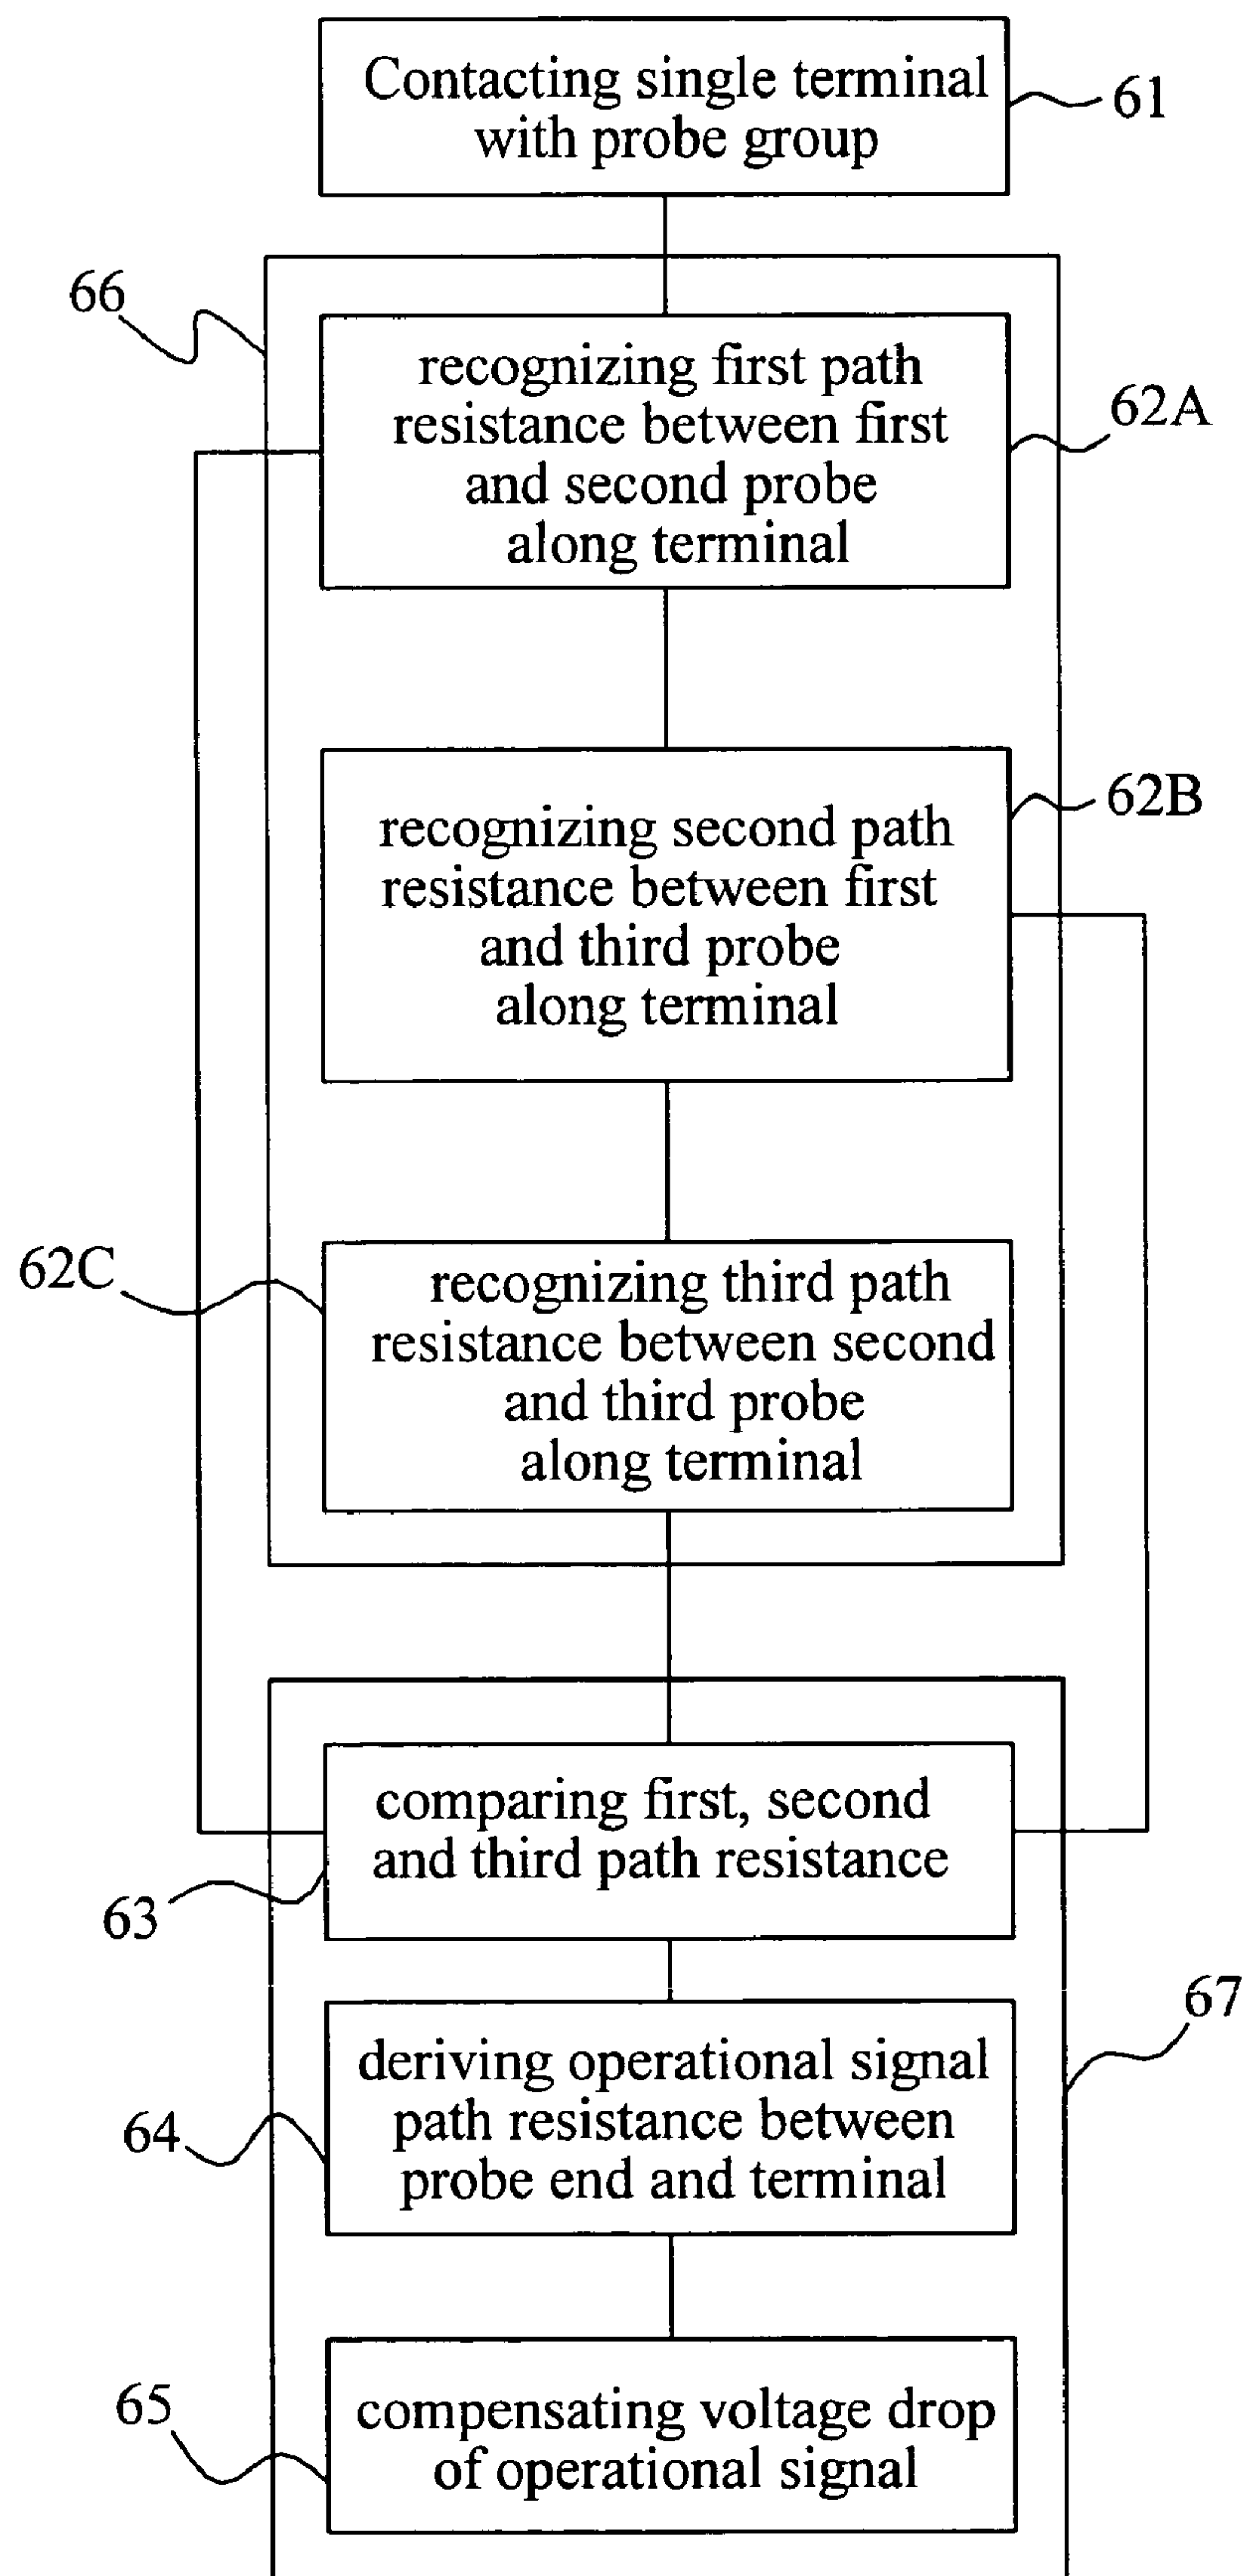 Contacting single terminal
with probe group
61
66
recognizing first path
resistance between first
and second probe
along terminal
62A
recognizing second path
resistance between first
and third probe
along terminal
62B
62C
recognizing third path
resistance between second
and third probe
along terminal
comparing first, second
and third path resistance
63
67
deriving operational signal
path resistance between
probe end and terminal
64
65
compensating voltage drop
of operational signal